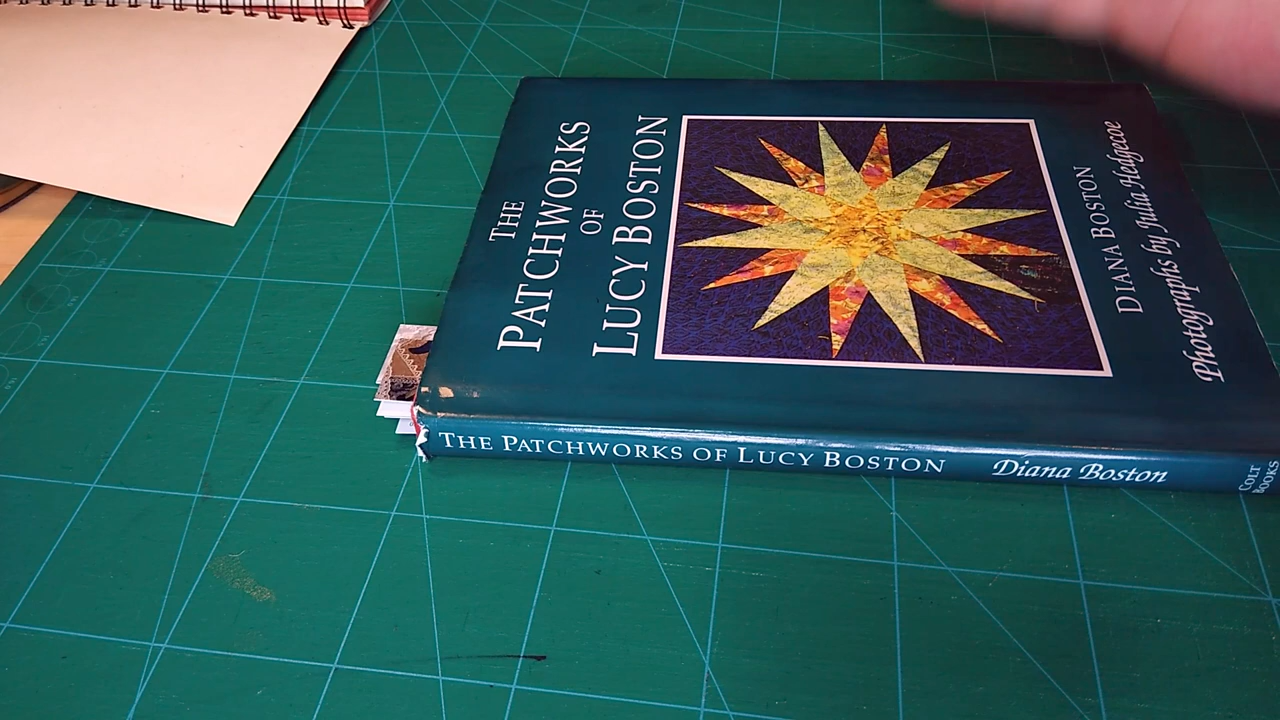 THE
PATCHWORKS
OF
LUCY BOSTON
DIANA BOSTON
Photographs by Julia Hedgecoe
THE PATCHWORKS OF LUCY BOSTON Diana Boston COLT
BOOKS